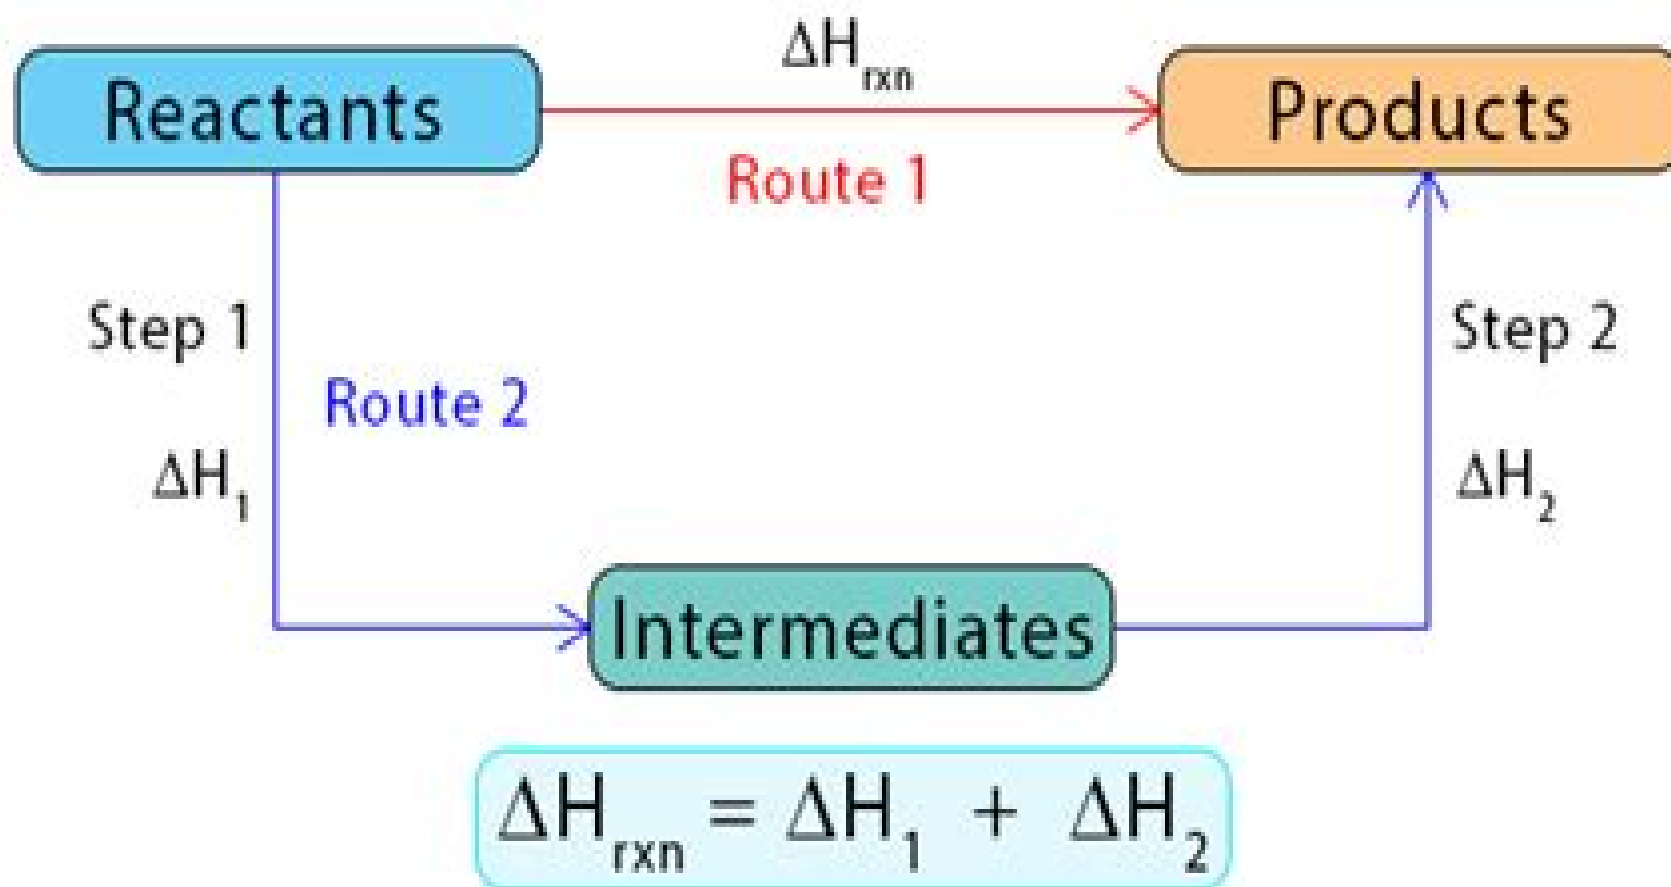 ΔHrxn
Reactants
Products
Route 1
Step 1
Step 2
Route 2
ΔH1
ΔH2
Intermediates
ΔHrxn = ΔH1 + ΔH2